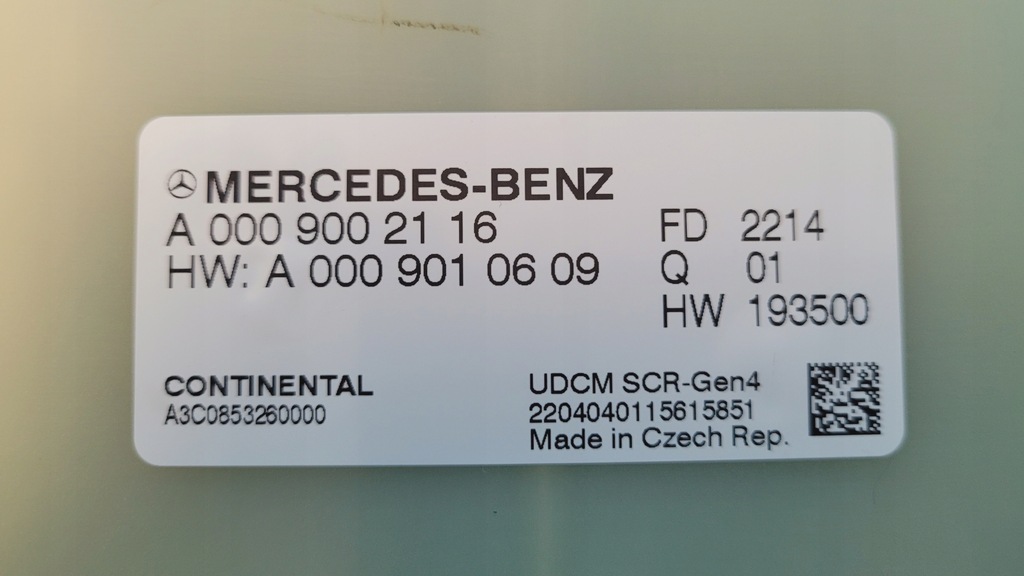 MERCEDES-BENZ
A 000 900 21 16
HW: A 000 901 06 09
FD 2214
Q 01
HW 193500
CONTINENTAL
A3C0853260000
UDCM SCR-Gen4
2204040115615851
Made in Czech Rep.